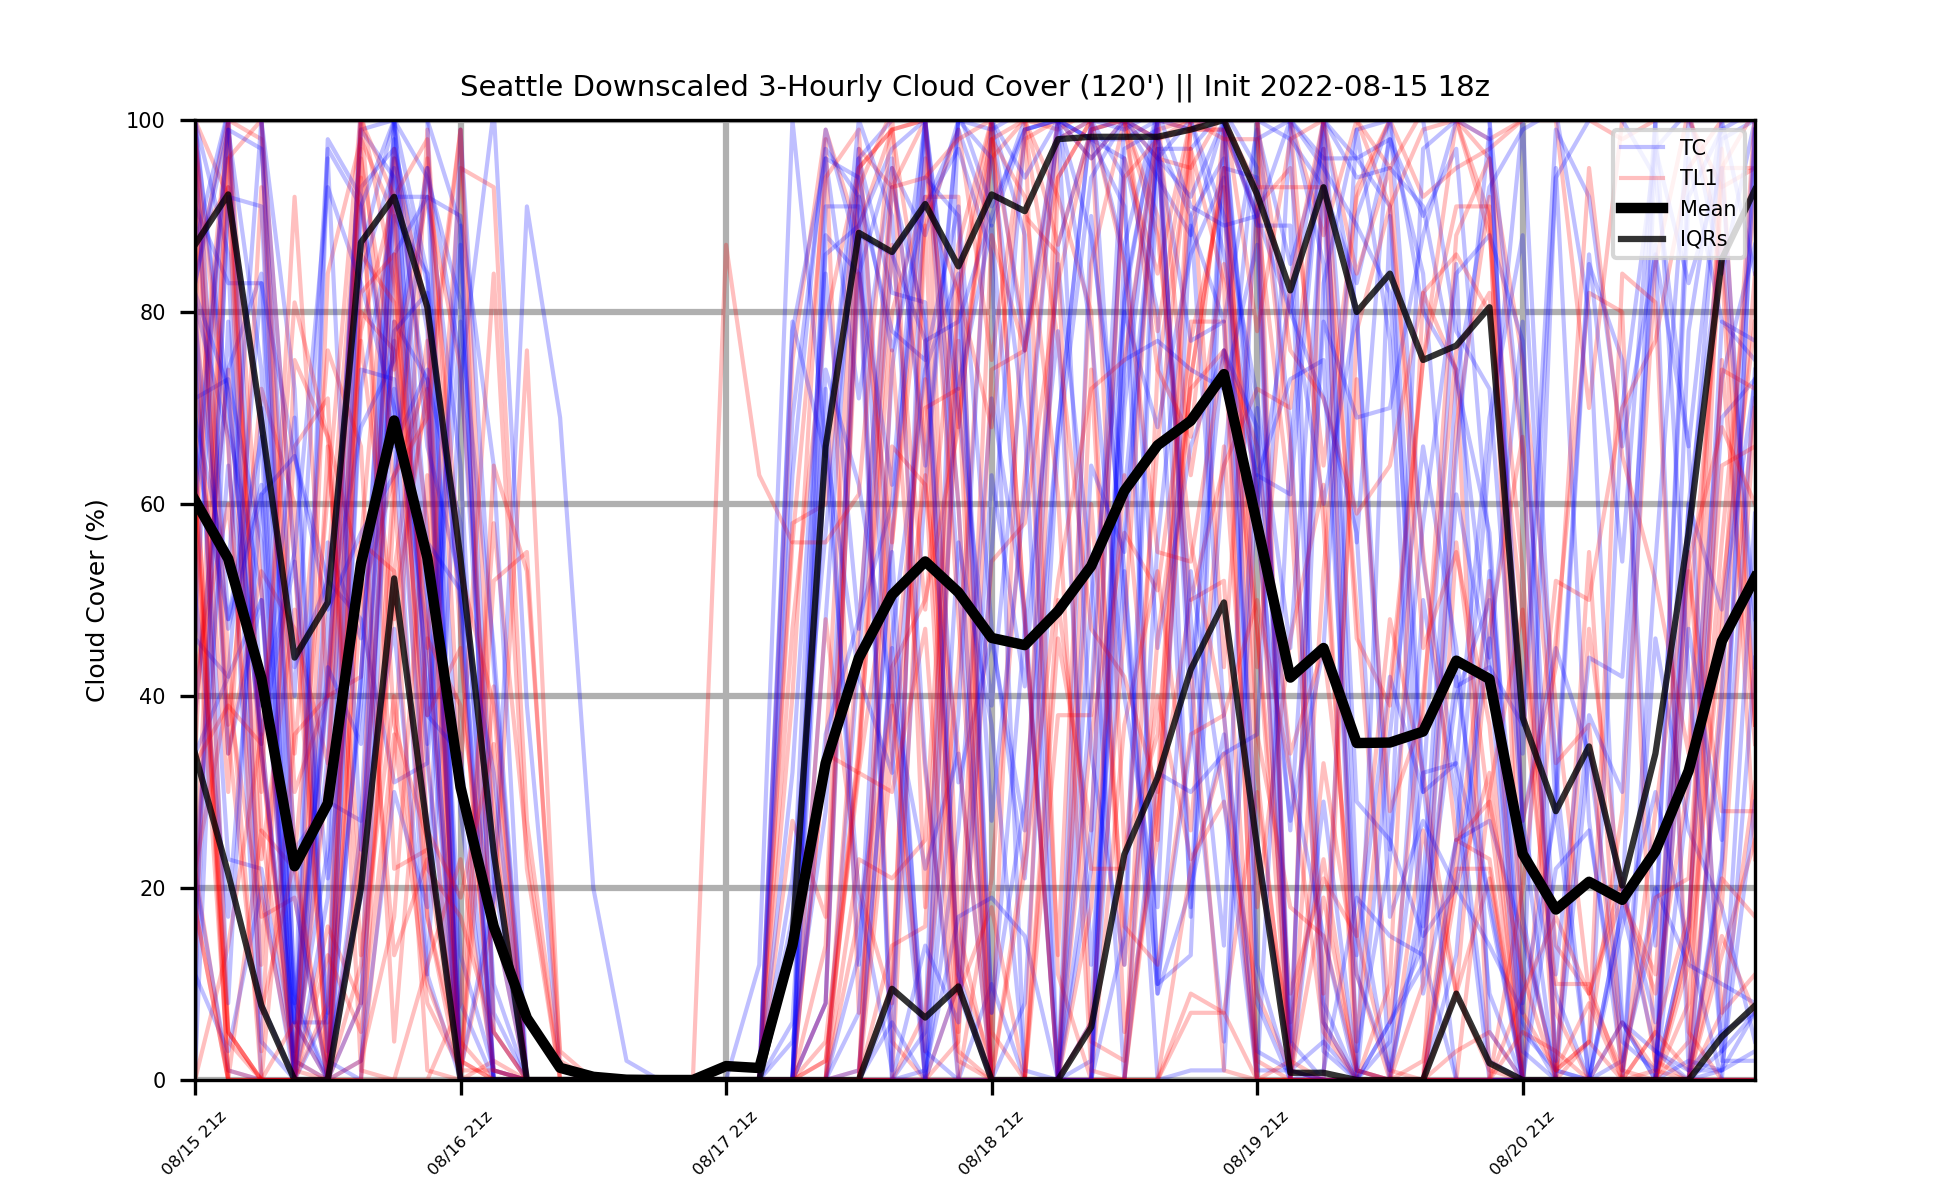 Seattle Downscaled 3-Hourly Cloud Cover (120') || Init 2022-08-15 18z
100
80
60
40
20
0
Cloud Cover (%)
TC
TL1
Mean
IQRs
08/15 21z
08/16 21z
08/17 21z
08/18 21z
08/19 21z
08/20 21z